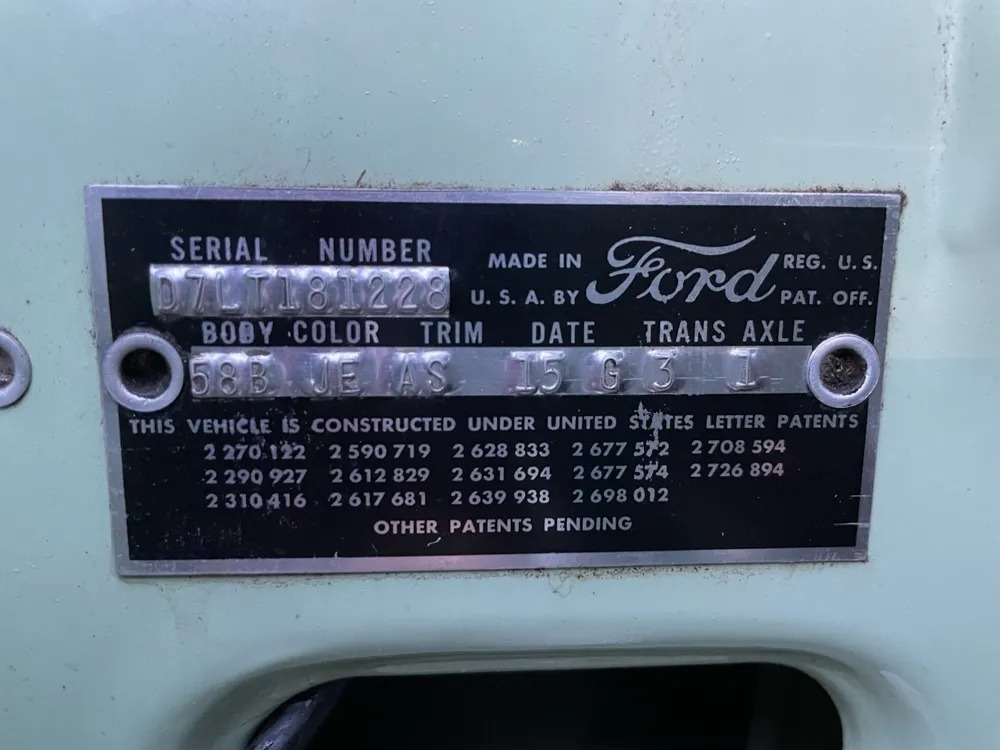 SERIAL NUMBER
D7LT181228
MADE IN
U. S. A. BY
Ford
REG. U. S.
PAT. OFF.
BODY COLOR TRIM DATE TRANS AXLE
58B JE AS 15 G 3 1
THIS VEHICLE IS CONSTRUCTED UNDER UNITED STATES LETTER PATENTS
2 270 122 2 590 719 2 628 833 2 677 572 2 708 594
2 290 927 2 612 829 2 631 694 2 677 574 2 726 894
2 310 416 2 617 681 2 639 938 2 698 012
OTHER PATENTS PENDING